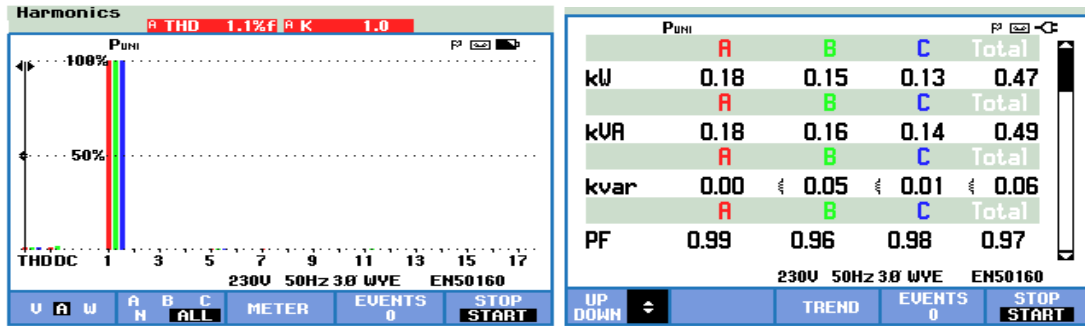 Harmonics
A THD 1.1%f A K 1.0
PUNI
100%
50%
THD DC 1 3 5 7 9 11 13 15 17
230V 50Hz 3Ø WYE EN50160
V A W
A B C
N ALL
METER
EVENTS
0
STOP
START
PUNI
A B C Total
kW 0.18 0.15 0.13 0.47
A B C Total
kVA 0.18 0.16 0.14 0.49
A B C Total
kvar 0.00 0.05 0.01 0.06
A B C Total
PF 0.99 0.96 0.98 0.97
230V 50Hz 3Ø WYE EN50160
UP
DOWN
TREND
EVENTS
0
STOP
START